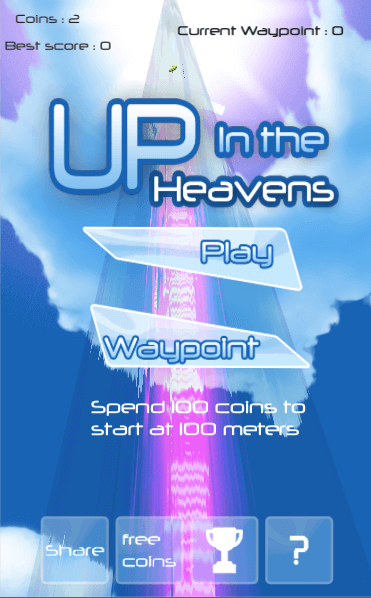 Coins : 2
Current Waypoint : 0
Best score : 0
UP In the
Heavens
Play
Waypoint
Spend 100 coins to
start at 100 meters
Share
free
coins
?